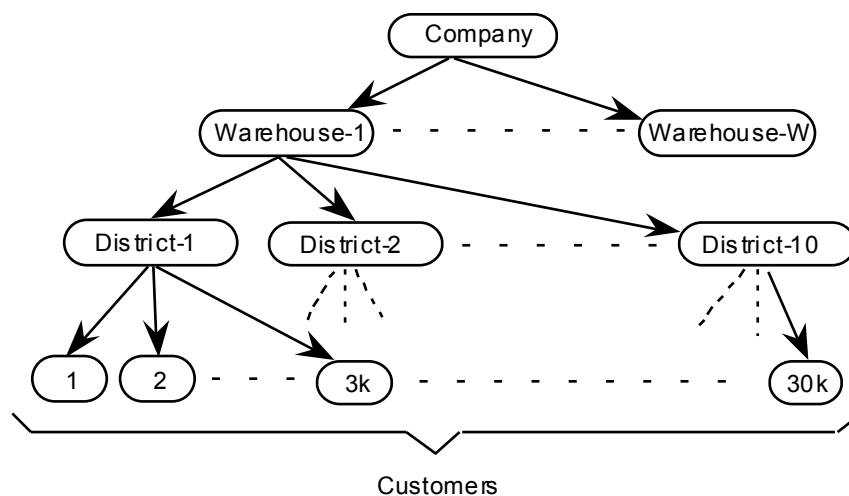 Company
Warehouse-1
Warehouse-W
District-1
District-2
District-10
1
2
3k
30k
Customers